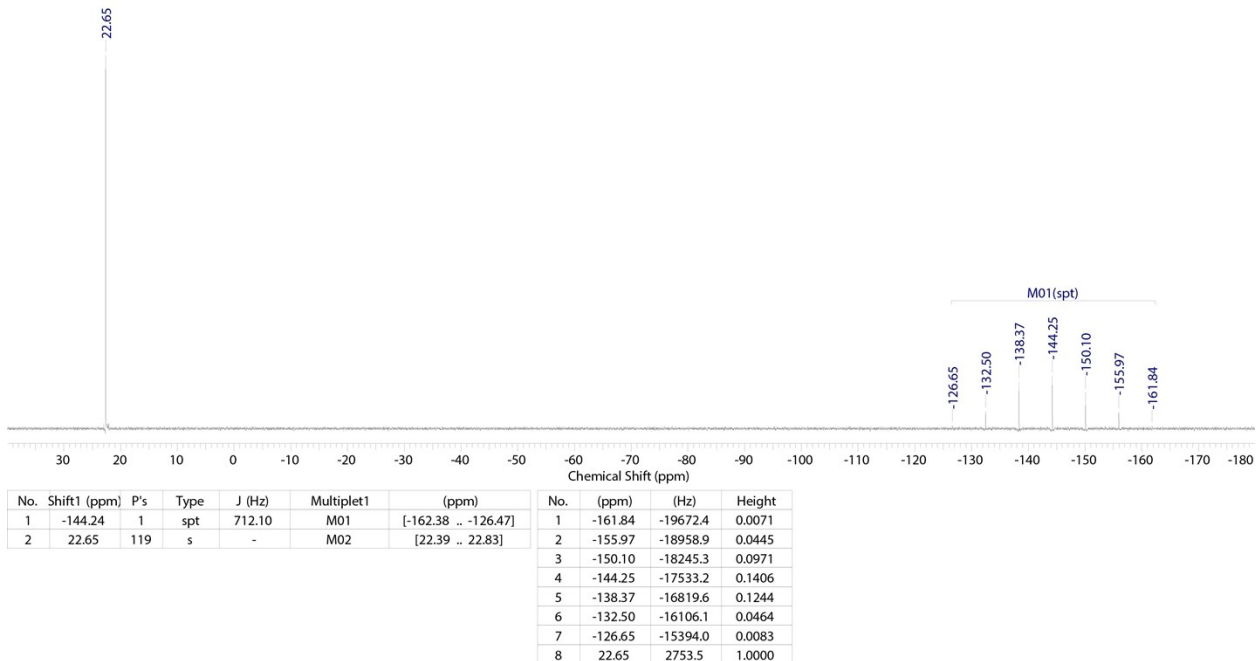 22.65
M01(spt)
-126.65 -132.50 -138.37 -144.25 -150.10 -155.97 -161.84
30 20 10 0 -10 -20 -30 -40 -50 -60 -70 -80 -90 -100 -110 -120 -130 -140 -150 -160 -170 -180
Chemical Shift (ppm)
No. Shift1 (ppm) P's Type J (Hz) Multiplet1 (ppm)
1 -144.24 1 spt 712.10 M01 [-162.38 .. -126.47]
2 22.65 119 s - M02 [22.39 .. 22.83]
No. (ppm) (Hz) Height
1 -161.84 -19672.4 0.0071
2 -155.97 -18958.9 0.0445
3 -150.10 -18245.3 0.0971
4 -144.25 -17533.2 0.1406
5 -138.37 -16819.6 0.1244
6 -132.50 -16106.1 0.0464
7 -126.65 -15394.0 0.0083
8 22.65 2753.5 1.0000